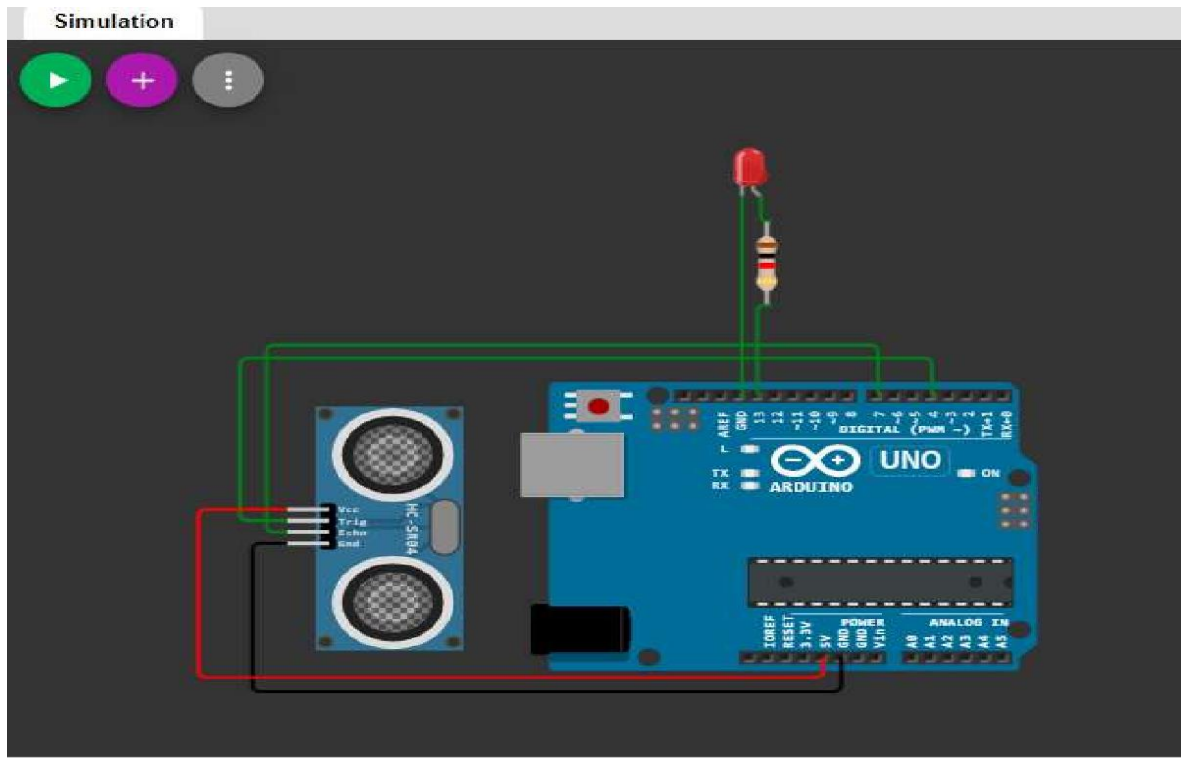 Simulation
AREF
GND
13
12
~11
~10
~9
8
7
~6
~5
4
~3
2
TX→1
RX←0
DIGITAL (PWM ~)
L
TX
RX
UNO
ON
ARDUINO
Vcc
Trig
Echo
Gnd
HC-SR04
POWER
ANALOG IN
IOREF
RESET
3.3V
5V
GND
GND
Vin
A0
A1
A2
A3
A4
A5